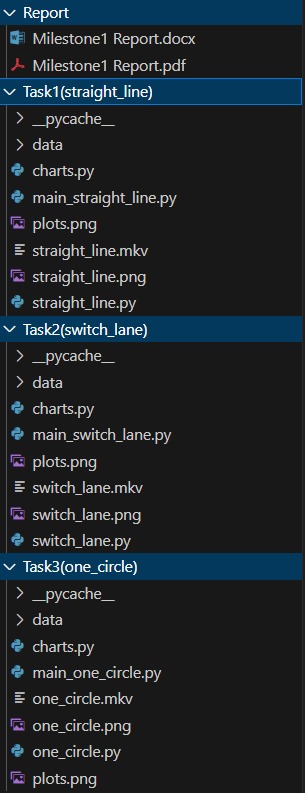 Report
Milestone1 Report.docx
Milestone1 Report.pdf
Task1(straight_line)
__pycache__
data
charts.py
main_straight_line.py
plots.png
straight_line.mkv
straight_line.png
straight_line.py
Task2(switch_lane)
__pycache__
data
charts.py
main_switch_lane.py
plots.png
switch_lane.mkv
switch_lane.png
switch_lane.py
Task3(one_circle)
__pycache__
data
charts.py
main_one_circle.py
one_circle.mkv
one_circle.png
one_circle.py
plots.png